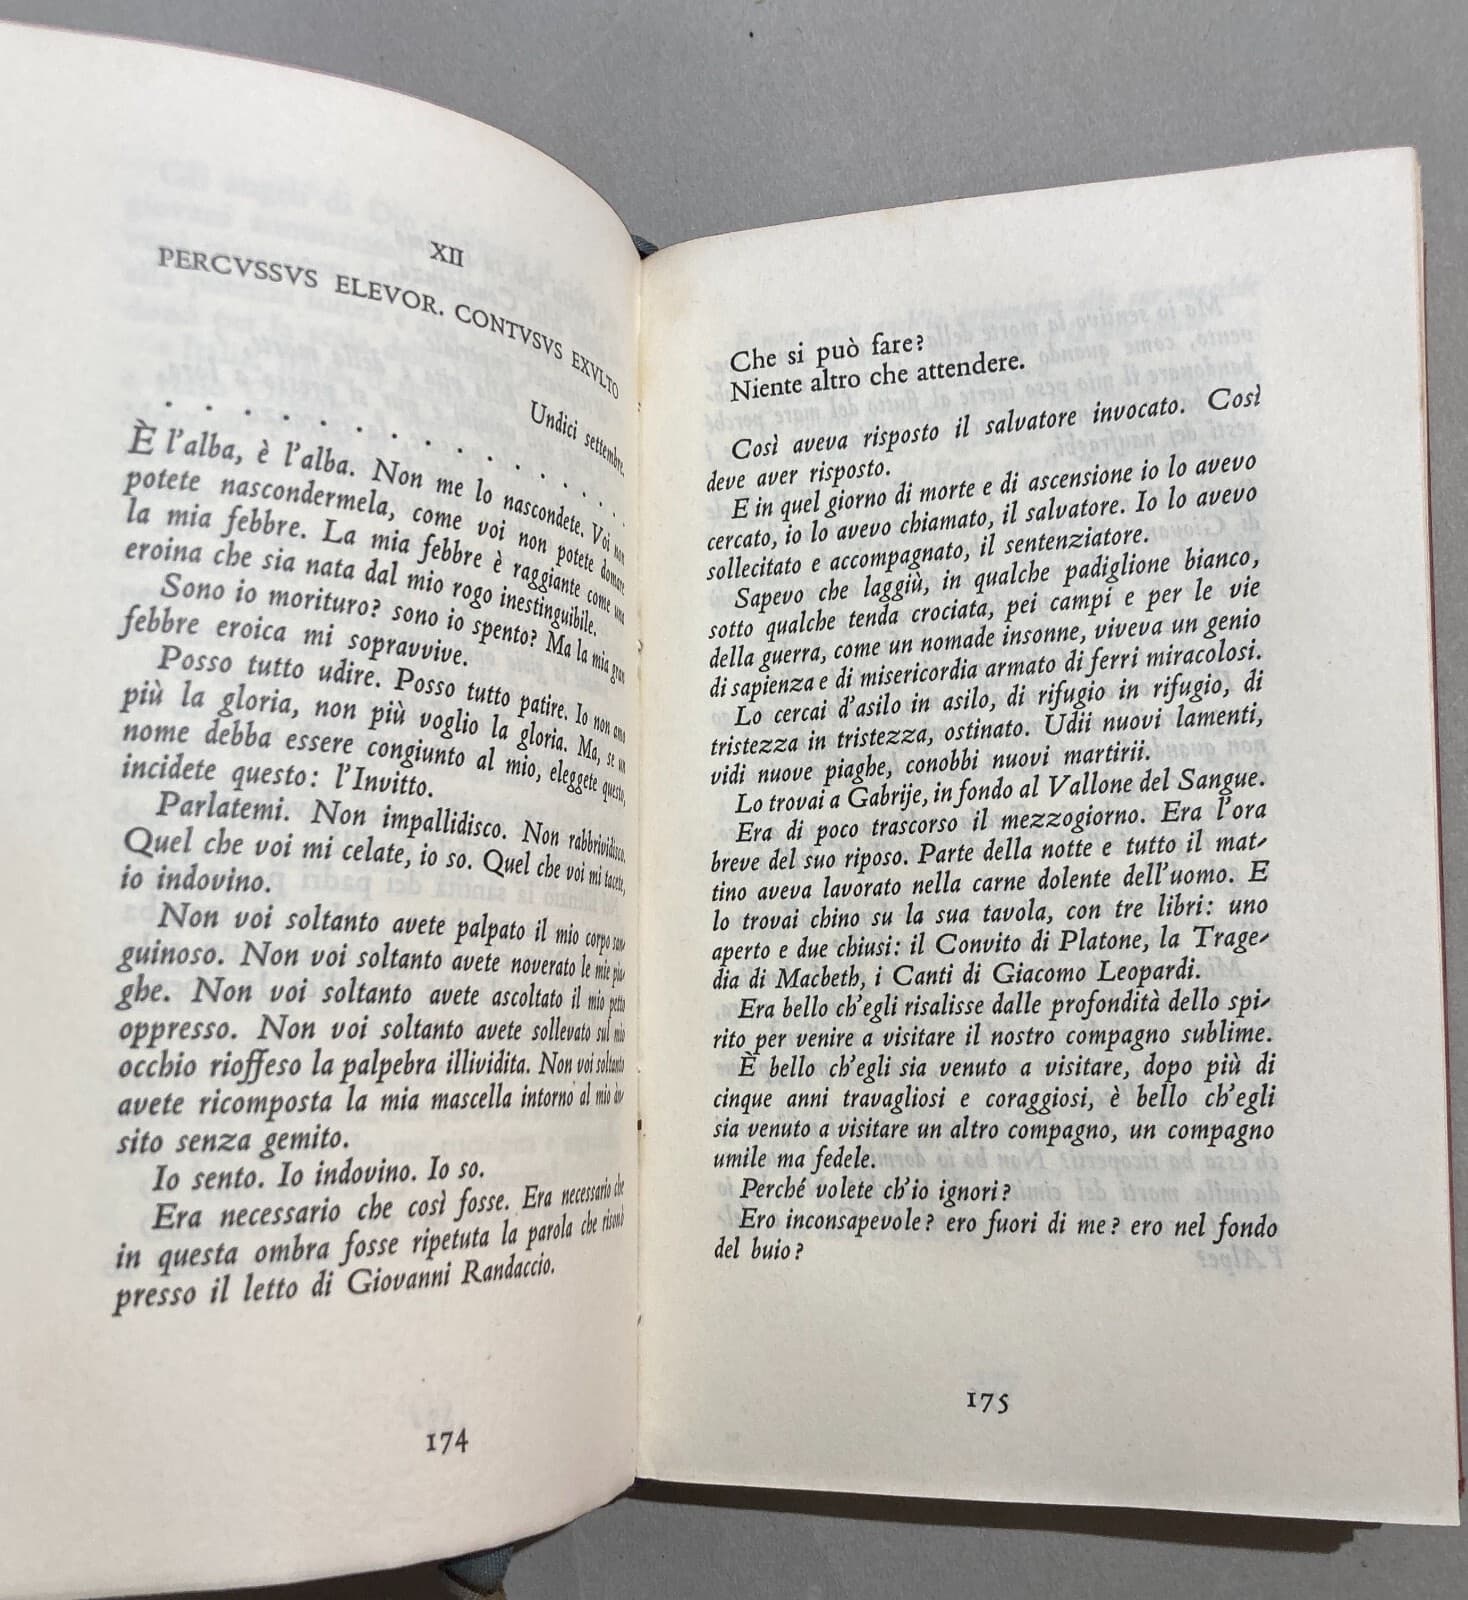 XII
PERCVSSVS ELEVOR. CONTVSVS EXVLTO
Undici settembre.
. . . . . . . . . . . . . .
È l'alba, è l'alba. Non me lo nascondete. Voi non
potete nascondermela, come voi non potete domare
la mia febbre. La mia febbre è raggiante come una
eroina che sia nata dal mio rogo inestinguibile.
Sono io morituro? sono io spento? Ma la mia gran
febbre eroica mi sopravvive.
Posso tutto udire. Posso tutto patire. Io non amo
più la gloria, non più voglio la gloria. Ma, se un
nome debba essere congiunto al mio, eleggete questo,
incidete questo: l'Invitto.
Parlatemi. Non impallidisco. Non rabbrividisco.
Quel che voi mi celate, io so. Quel che voi mi tacete,
io indovino.
Non voi soltanto avete palpato il mio corpo san-
guinoso. Non voi soltanto avete noverato le mie pia-
ghe. Non voi soltanto avete ascoltato il mio petto
oppresso. Non voi soltanto avete sollevato sul mio
occhio rioffeso la palpebra illividita. Non voi soltanto
avete ricomposta la mia mascella intorno al mio àn-
sito senza gemito.
Io sento. Io indovino. Io so.
Era necessario che così fosse. Era necessario che
in questa ombra fosse ripetuta la parola che risonò
presso il letto di Giovanni Randaccio.
174
Che si può fare?
Niente altro che attendere.
Così aveva risposto il salvatore invocato. Così
deve aver risposto.
E in quel giorno di morte e di ascensione io lo avevo
cercato, io lo avevo chiamato, il salvatore. Io lo avevo
sollecitato e accompagnato, il sentenziatore.
Sapevo che laggiù, in qualche padiglione bianco,
sotto qualche tenda crociata, pei campi e per le vie
della guerra, come un nomade insonne, viveva un genio
di sapienza e di misericordia armato di ferri miracolosi.
Lo cercai d'asilo in asilo, di rifugio in rifugio, di
tristezza in tristezza, ostinato. Udii nuovi lamenti,
vidi nuove piaghe, conobbi nuovi martirii.
Lo trovai a Gabrije, in fondo al Vallone del Sangue.
Era di poco trascorso il mezzogiorno. Era l'ora
breve del suo riposo. Parte della notte e tutto il mat-
tino aveva lavorato nella carne dolente dell'uomo. E
lo trovai chino su la sua tavola, con tre libri: uno
aperto e due chiusi: il Convito di Platone, la Trage-
dia di Macbeth, i Canti di Giacomo Leopardi.
Era bello ch'egli risalisse dalle profondità dello spi-
rito per venire a visitare il nostro compagno sublime.
È bello ch'egli sia venuto a visitare, dopo più di
cinque anni travagliosi e coraggiosi, è bello ch'egli
sia venuto a visitare un altro compagno, un compagno
umile ma fedele.
Perché volete ch'io ignori?
Ero inconsapevole? ero fuori di me? ero nel fondo
del buio?
175